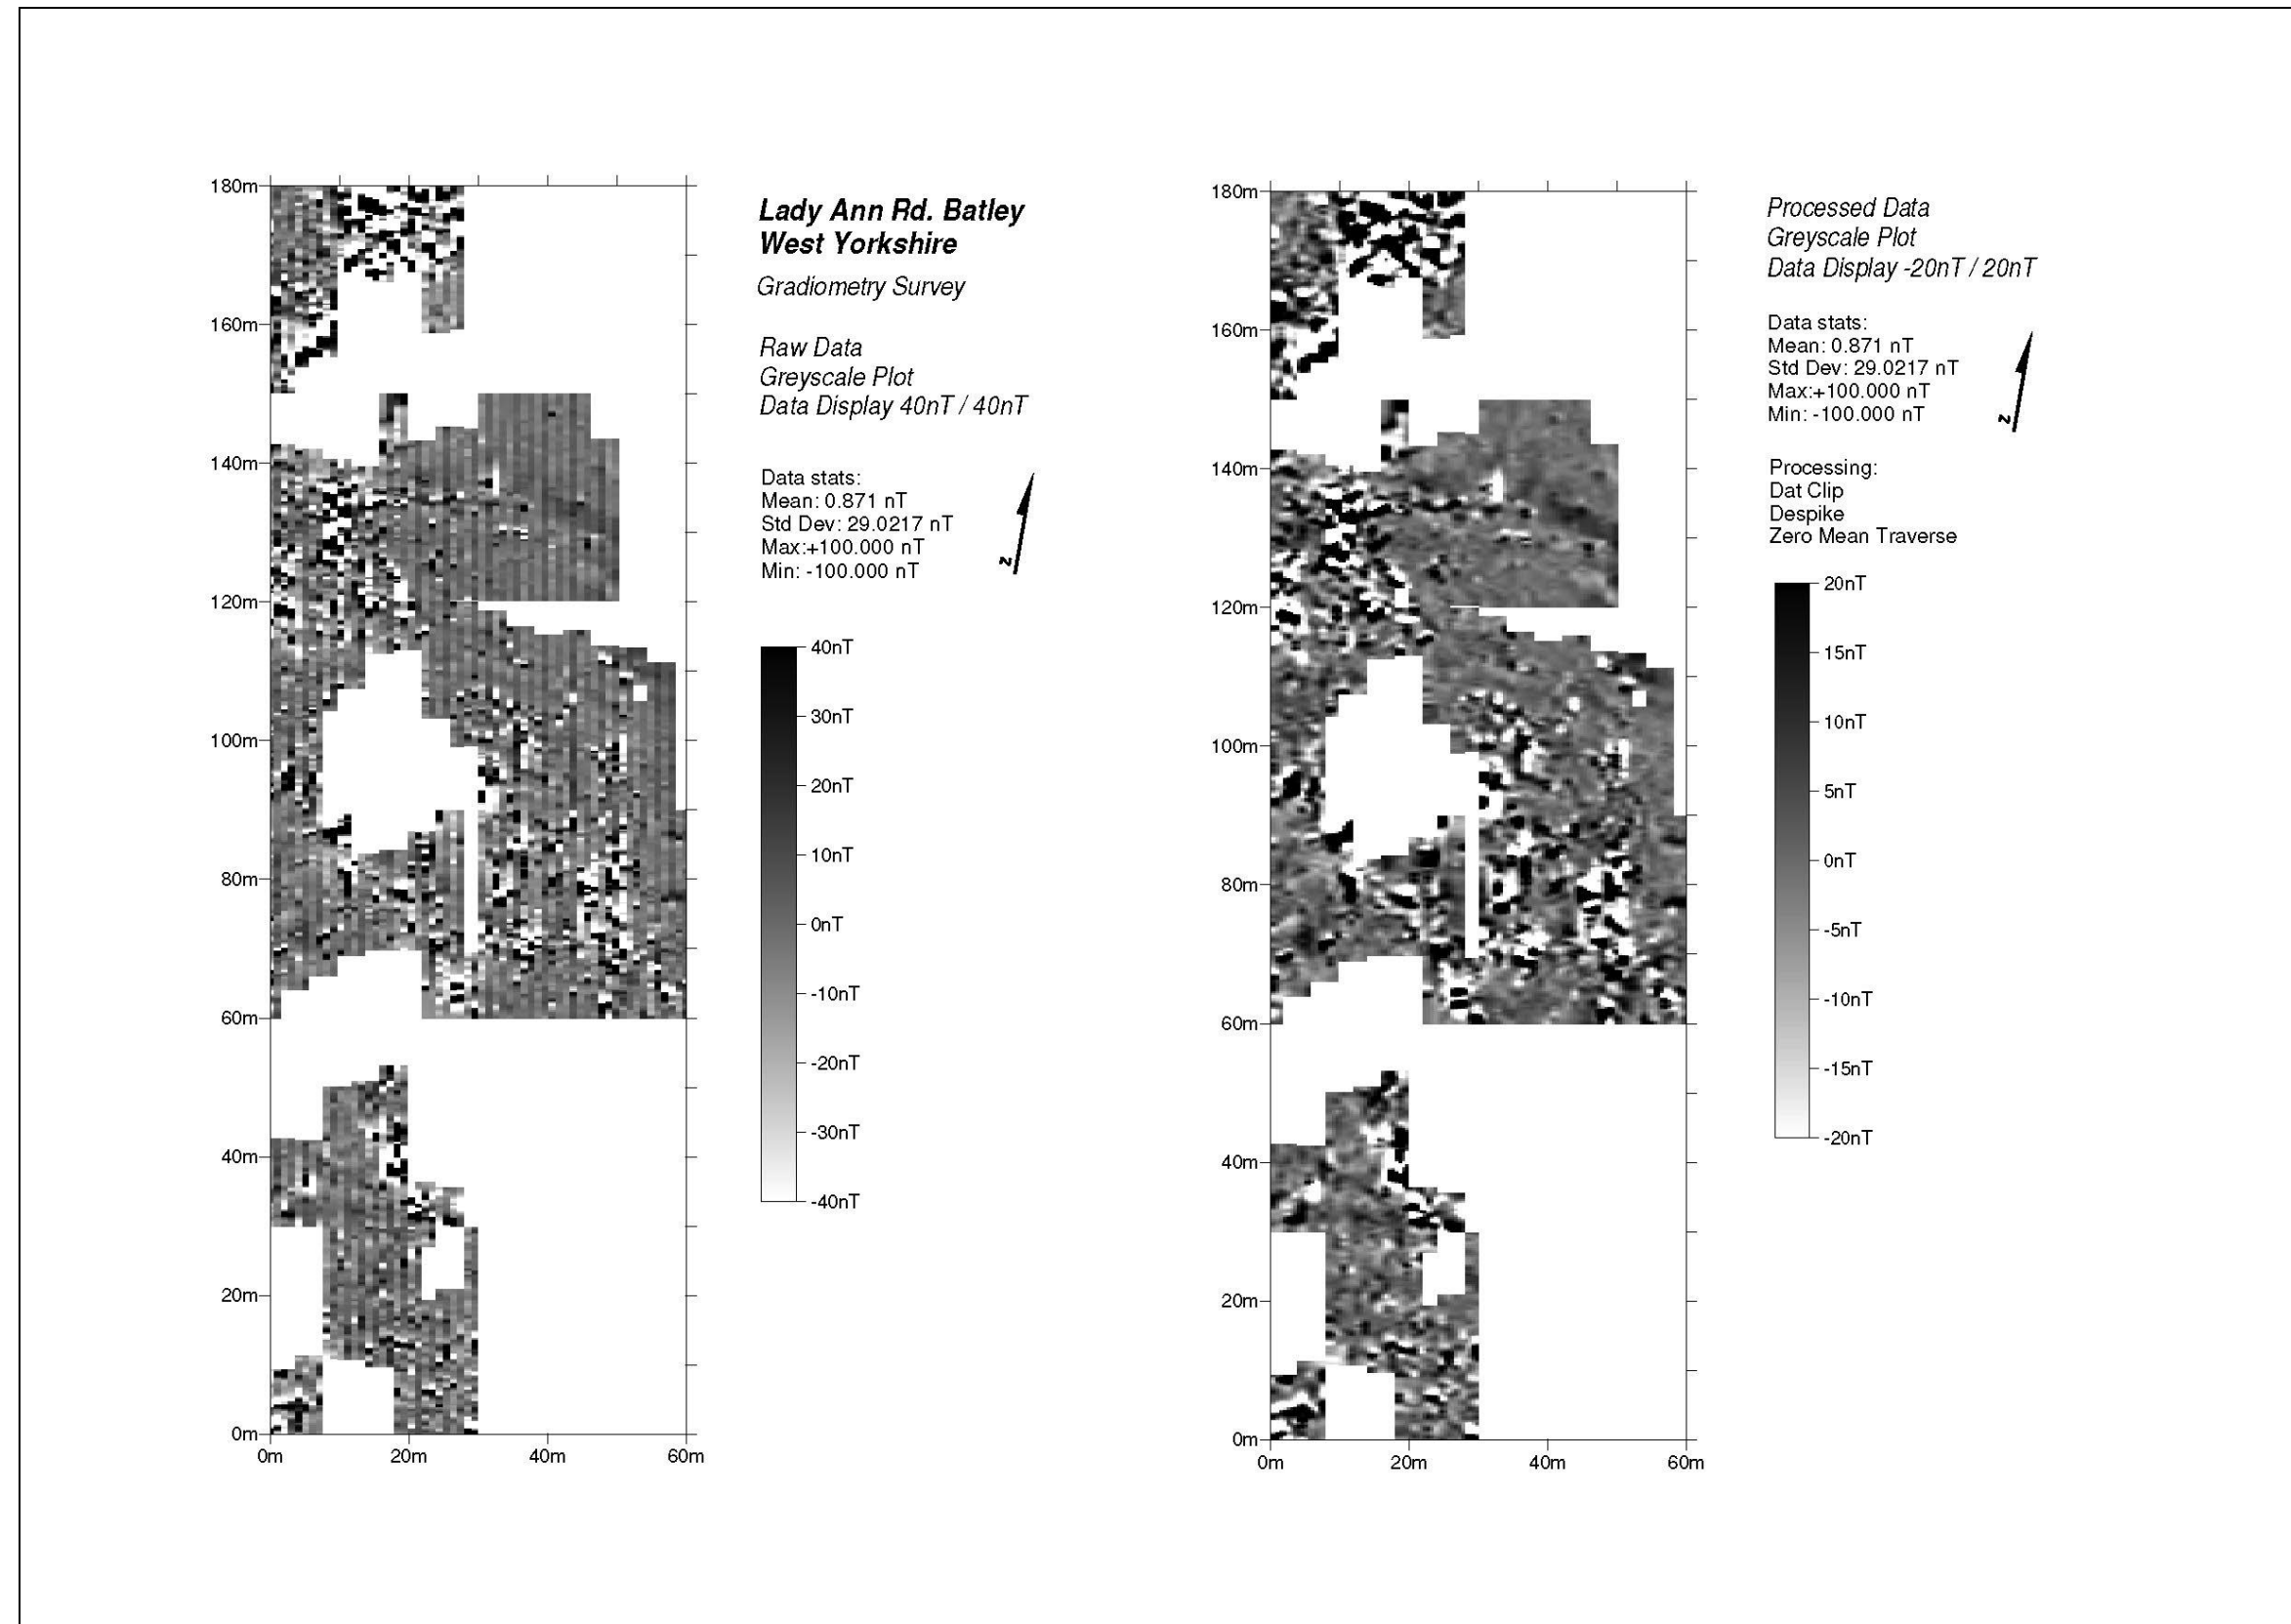 180m
160m
140m
120m
100m
80m
60m
40m
20m
0m
0m
20m
40m
60m
Lady Ann Rd. Batley
West Yorkshire
Gradiometry Survey
Raw Data
Greyscale Plot
Data Display 40nT / 40nT
Data stats:
Mean: 0.871 nT
Std Dev: 29.0217 nT
Max:+100.000 nT
Min: -100.000 nT
N
40nT
30nT
20nT
10nT
0nT
-10nT
-20nT
-30nT
-40nT
180m
160m
140m
120m
100m
80m
60m
40m
20m
0m
0m
20m
40m
60m
Processed Data
Greyscale Plot
Data Display -20nT / 20nT
Data stats:
Mean: 0.871 nT
Std Dev: 29.0217 nT
Max:+100.000 nT
Min: -100.000 nT
N
Processing:
Dat Clip
Despike
Zero Mean Traverse
20nT
15nT
10nT
5nT
0nT
-5nT
-10nT
-15nT
-20nT